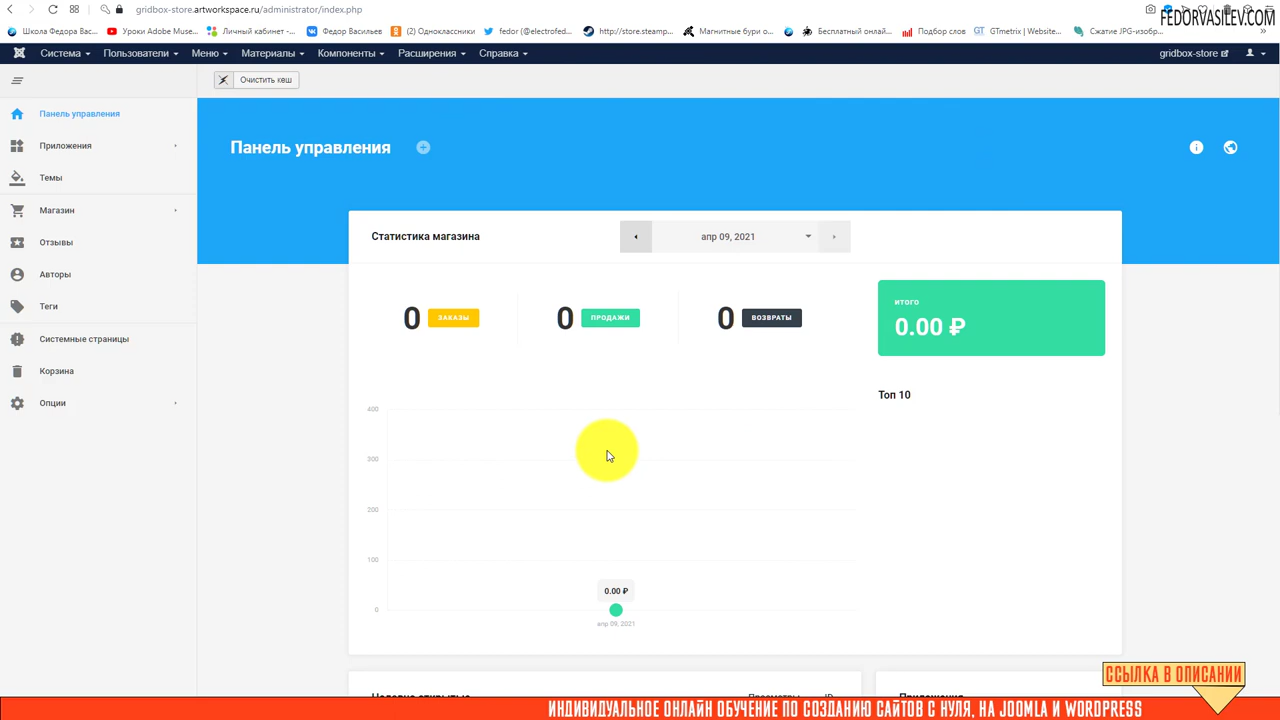 gridbox-store.artworkspace.ru/administrator/index.php
FEDORVASILEV.COM
Школа Федора Вас...
Уроки Adobe Muse...
Личный кабинет -...
Федор Васильев
(2) Одноклассники
fedor (@electrofed...
http://store.steamp...
Магнитные бури о...
Бесплатный онлай...
Подбор слов
GTmetrix | Website...
Сжатие JPG-изобр...
Система
Пользователи
Меню
Материалы
Компоненты
Расширения
Справка
gridbox-store
Очистить кеш
Панель управления
Приложения
Темы
Магазин
Отзывы
Авторы
Теги
Системные страницы
Корзина
Опции
Панель управления
Статистика магазина
апр 09, 2021
0 ЗАКАЗЫ
0 ПРОДАЖИ
0 ВОЗВРАТЫ
ИТОГО
0.00 ₽
Топ 10
400
300
200
100
0
0.00 ₽
апр 09, 2021
Просмотры
ID
Приложения
ССЫЛКА В ОПИСАНИИ
ИНДИВИДУАЛЬНОЕ ОНЛАЙН ОБУЧЕНИЕ ПО СОЗДАНИЮ САЙТОВ С НУЛЯ, НА JOOMLA И WORDPRESS